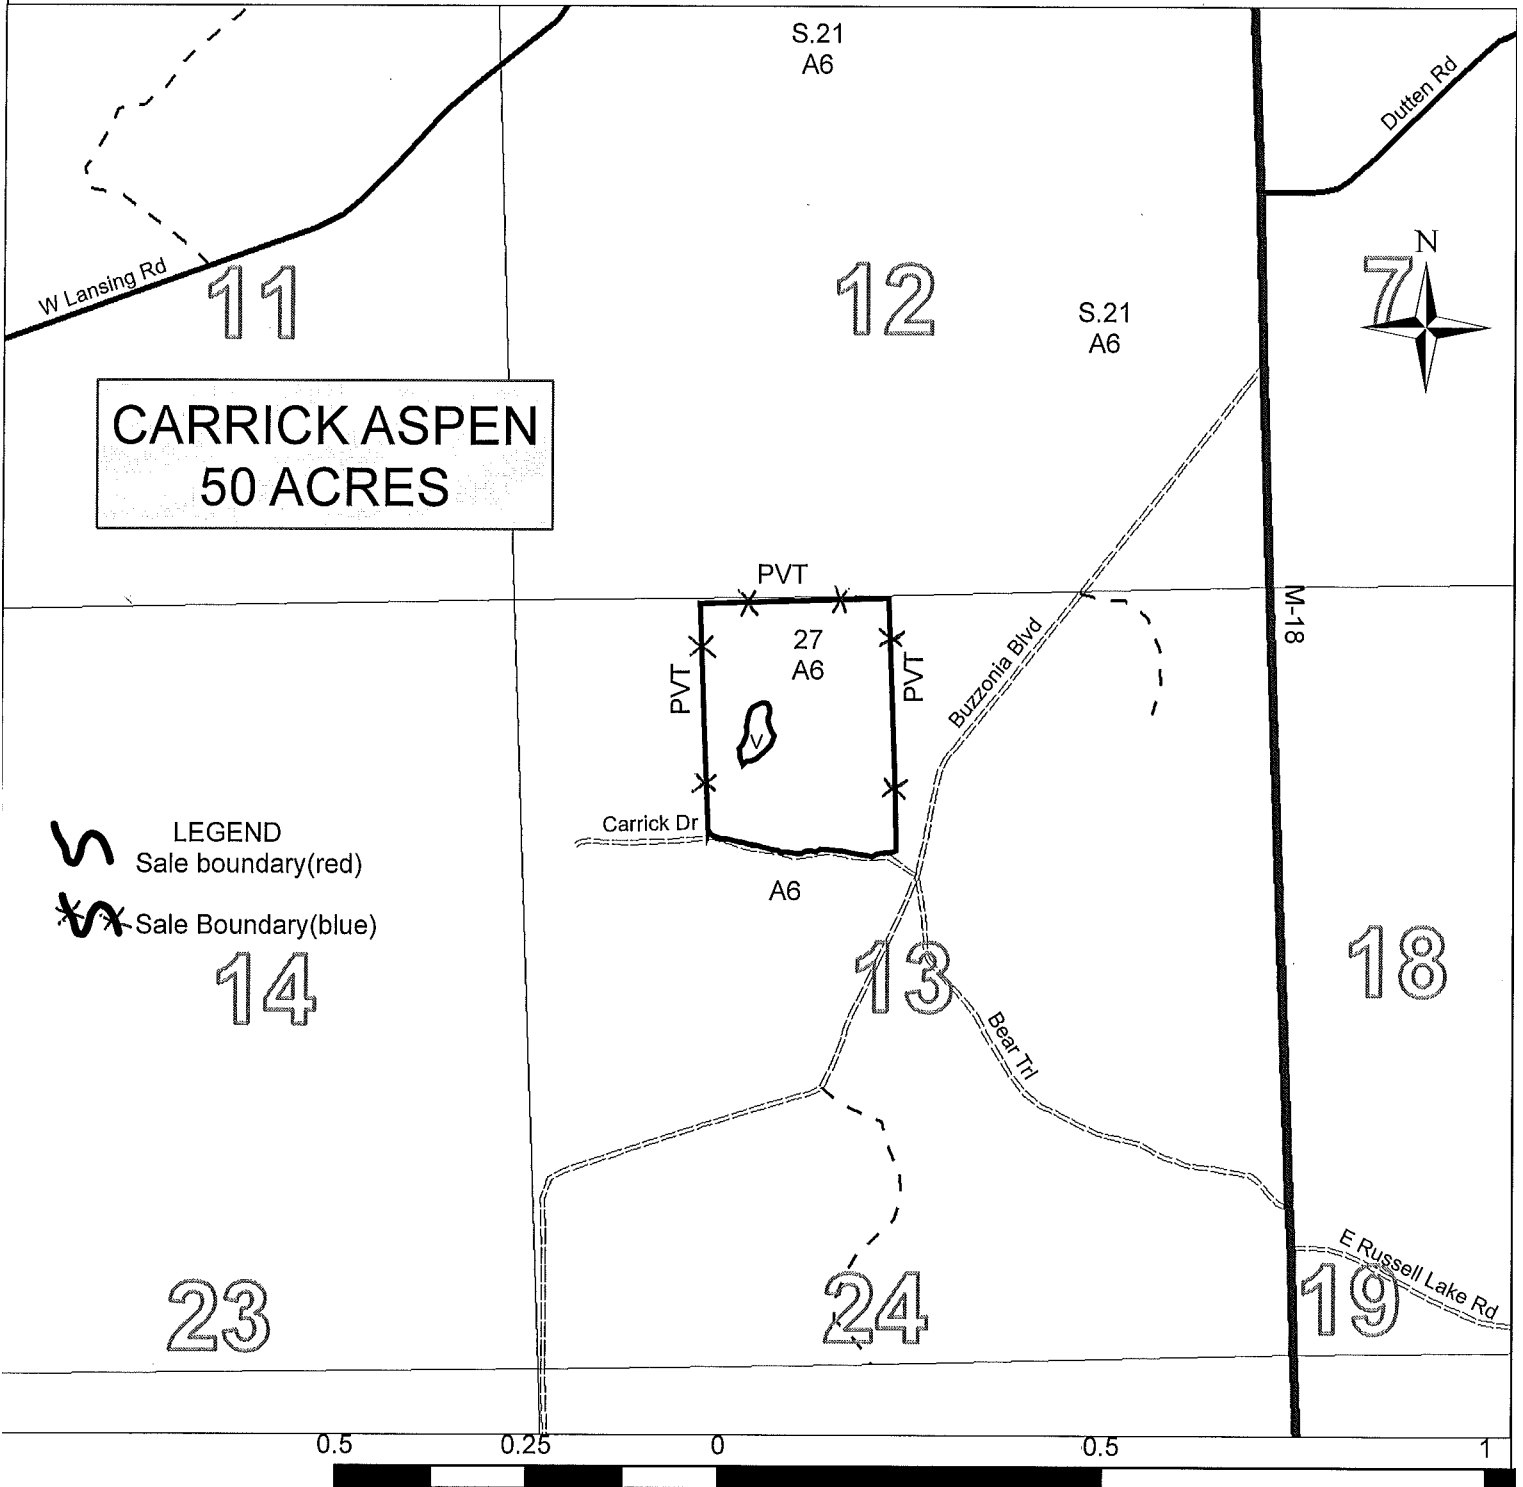 S.21
A6
Dutten Rd
N
W Lansing Rd
11
12
7
S.21
A6
CARRICK ASPEN
50 ACRES
PVT
M-18
27
A6
PVT
PVT
Buzzonia Blvd
V
Carrick Dr
LEGEND
Sale boundary(red)
A6
Sale Boundary(blue)
14
13
18
Bear Trl
E Russell Lake Rd
23
24
19
0.5 0.25 0 0.5 1